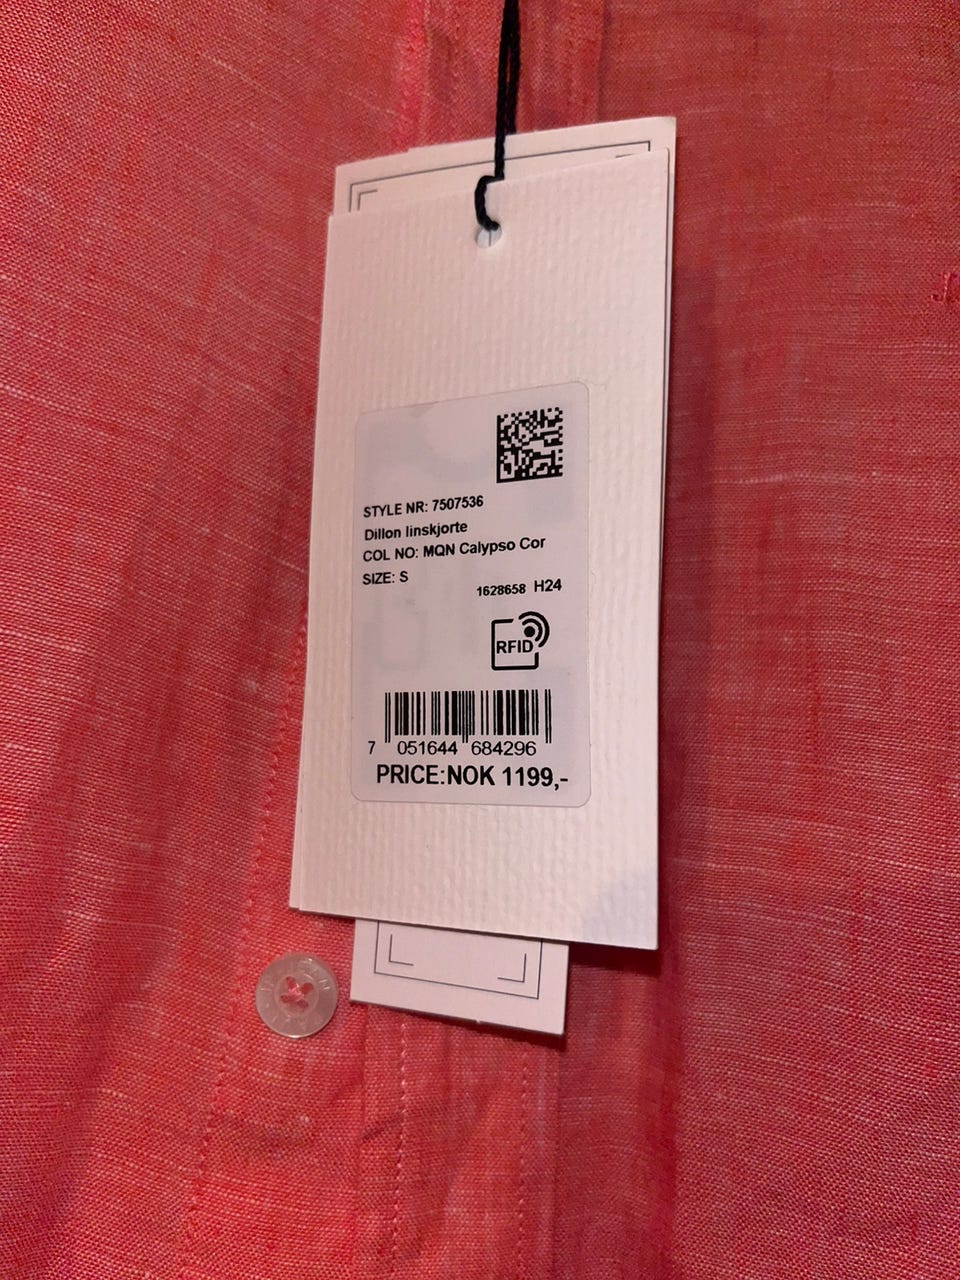 STYLE NR: 7507536
Dillon linskjorte
COL NO: MQN Calypso Cor
SIZE: S
1628658 H24
RFID
7 051644 684296
PRICE:NOK 1199,-